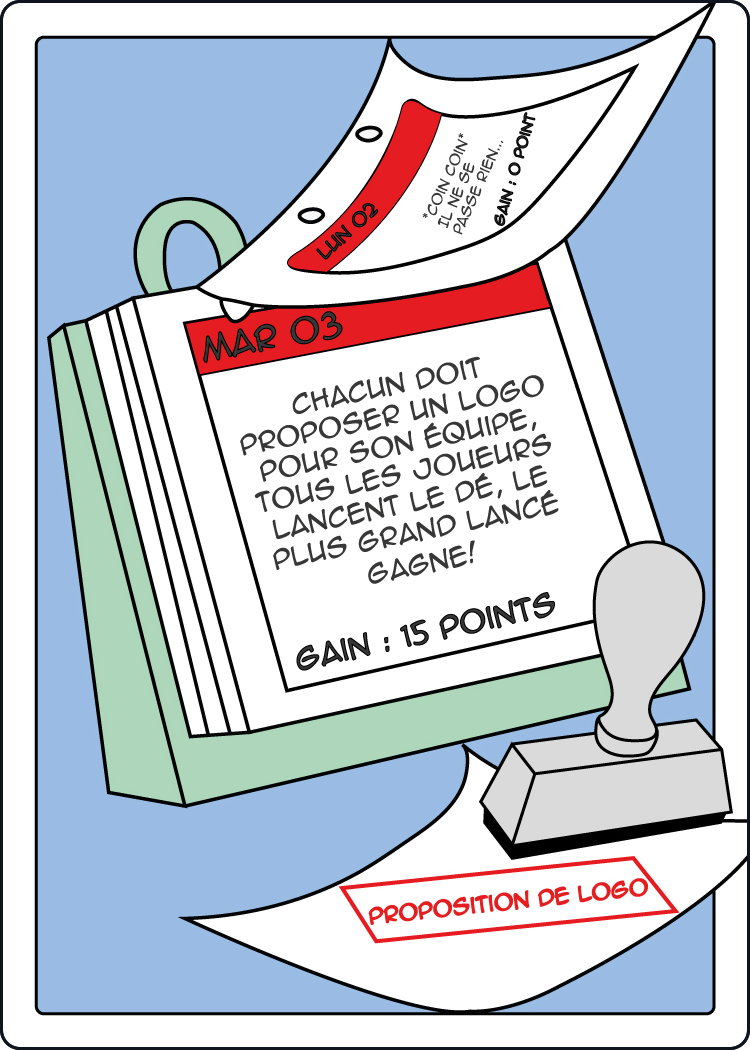 LUN 02
*COIN COIN*
IL NE SE
PASSE RIEN...
GAIN : 0 POINT
MAR 03
CHACUN DOIT
PROPOSER UN LOGO
POUR SON ÉQUIPE,
TOUS LES JOUEURS
LANCENT LE DÉ, LE
PLUS GRAND LANCÉ
GAGNE!
GAIN : 15 POINTS
PROPOSITION DE LOGO